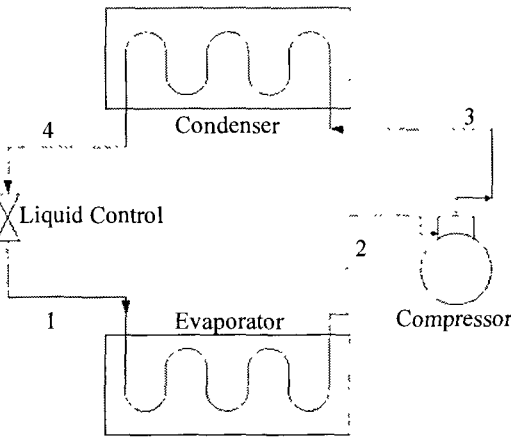 Condenser
4
3
Liquid Control
2
1
Evaporator
Compressor